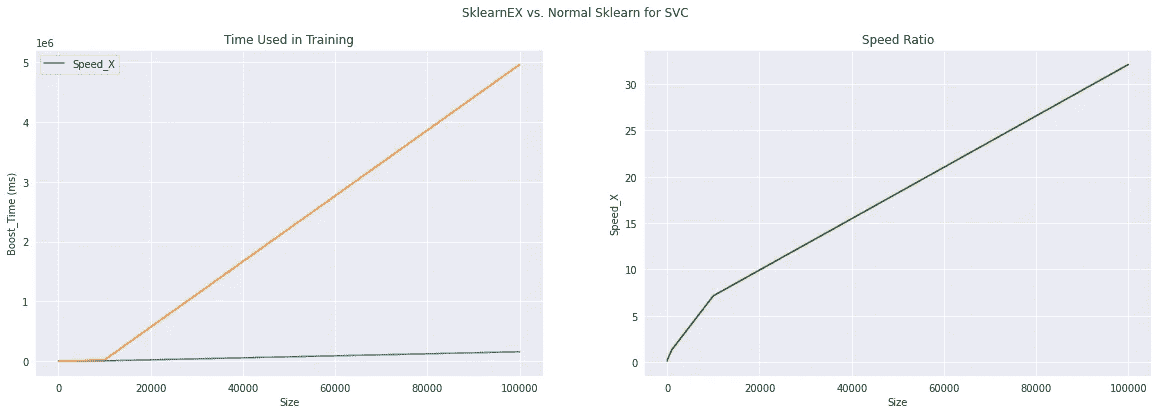 SklearnEX vs. Normal Sklearn for SVC
Time Used in Training
1e6
Speed_X
5
4
3
2
1
0
Boost_Time (ms)
0 20000 40000 60000 80000 100000
Size
Speed Ratio
30
25
20
15
10
5
0
Speed_X
0 20000 40000 60000 80000 100000
Size